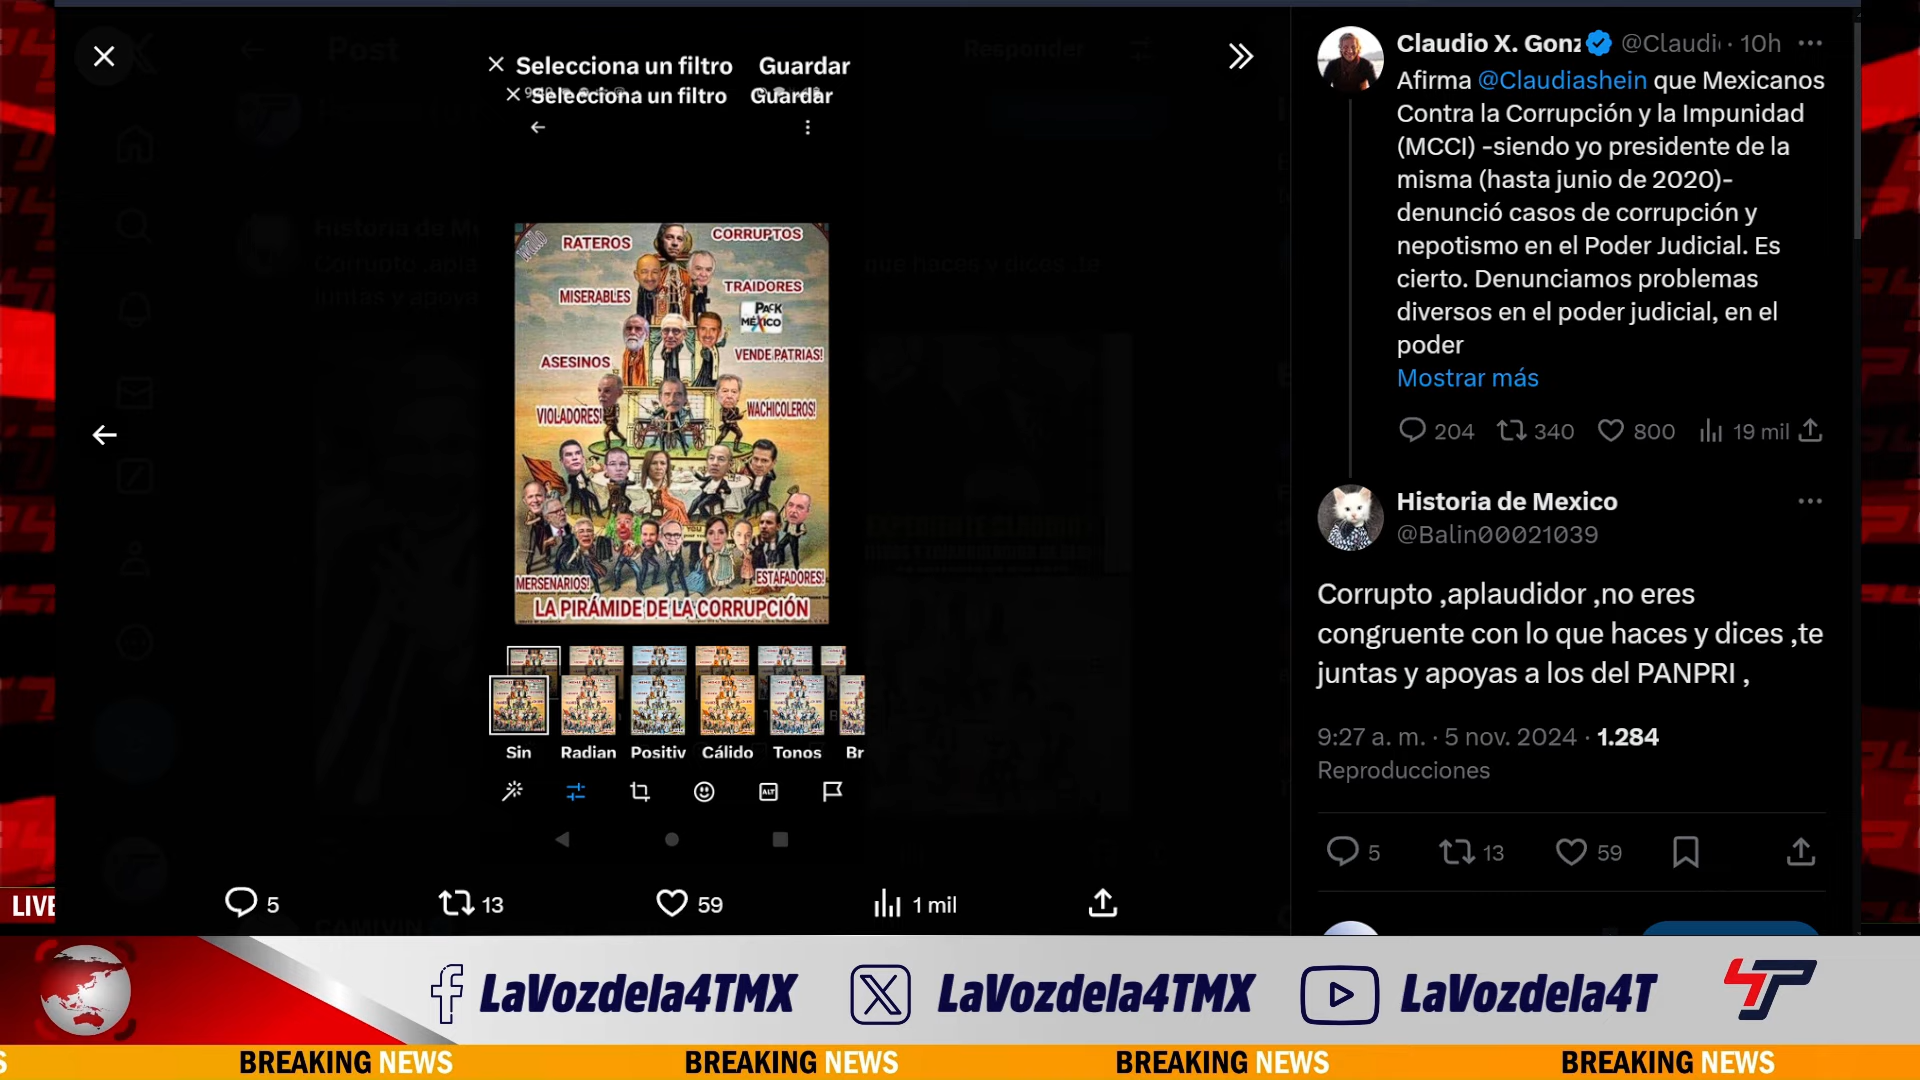 Selecciona un filtro Guardar
Selecciona un filtro Guardar
RATEROS
CORRUPTOS
MISERABLES
TRAIDORES
PACK
MÉXICO
ASESINOS
VENDE PATRIAS!
VIOLADORES!
WACHICOLEROS!
MERSENARIOS!
ESTAFADORES!
LA PIRÁMIDE DE LA CORRUPCIÓN
Sin Radian Positiv Cálido Tonos Br
ALT
5 13 59 1 mil
Claudio X. Gonz @Claudi · 10h
Afirma @Claudiashein que Mexicanos
Contra la Corrupción y la Impunidad
(MCCI) -siendo yo presidente de la
misma (hasta junio de 2020)-
denunció casos de corrupción y
nepotismo en el Poder Judicial. Es
cierto. Denunciamos problemas
diversos en el poder judicial, en el
poder
Mostrar más
204 340 800 19 mil
Historia de Mexico
@Balin00021039
Corrupto ,aplaudidor ,no eres
congruente con lo que haces y dices ,te
juntas y apoyas a los del PANPRI ,
9:27 a. m. · 5 nov. 2024 · 1.284
Reproducciones
5 13 59
LIVE
LaVozdela4TMX LaVozdela4TMX LaVozdela4T
BREAKING NEWS BREAKING NEWS BREAKING NEWS BREAKING NEWS